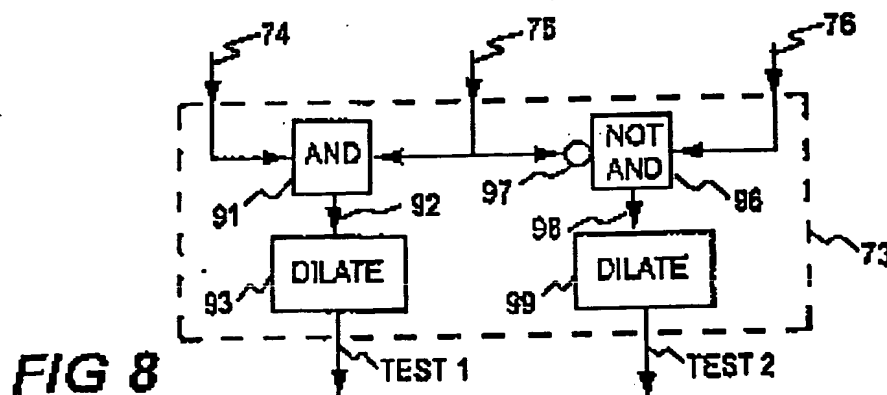 74
75
76
AND
NOT
AND
91
92
97
96
98
DILATE
DILATE
93
99
73
TEST 1
TEST 2
FIG 8